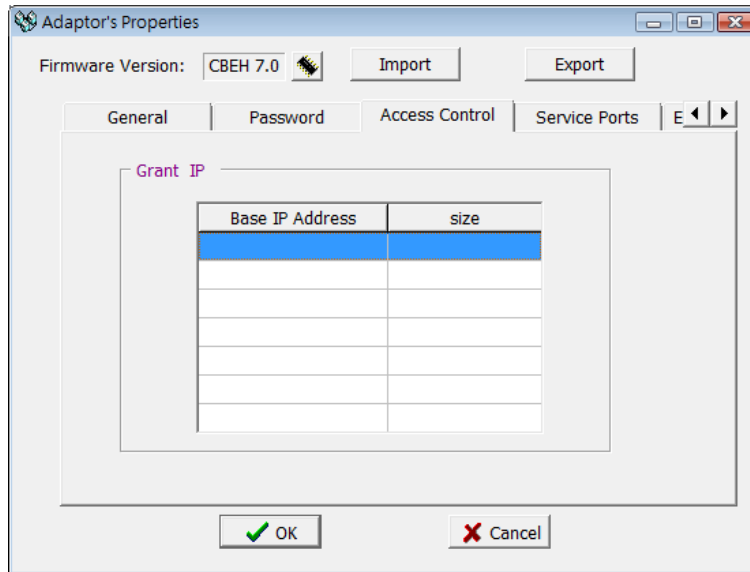 Adaptor's Properties
Firmware Version: CBEH 7.0 Import Export
General Password Access Control Service Ports E
Grant IP
Base IP Address size
OK Cancel